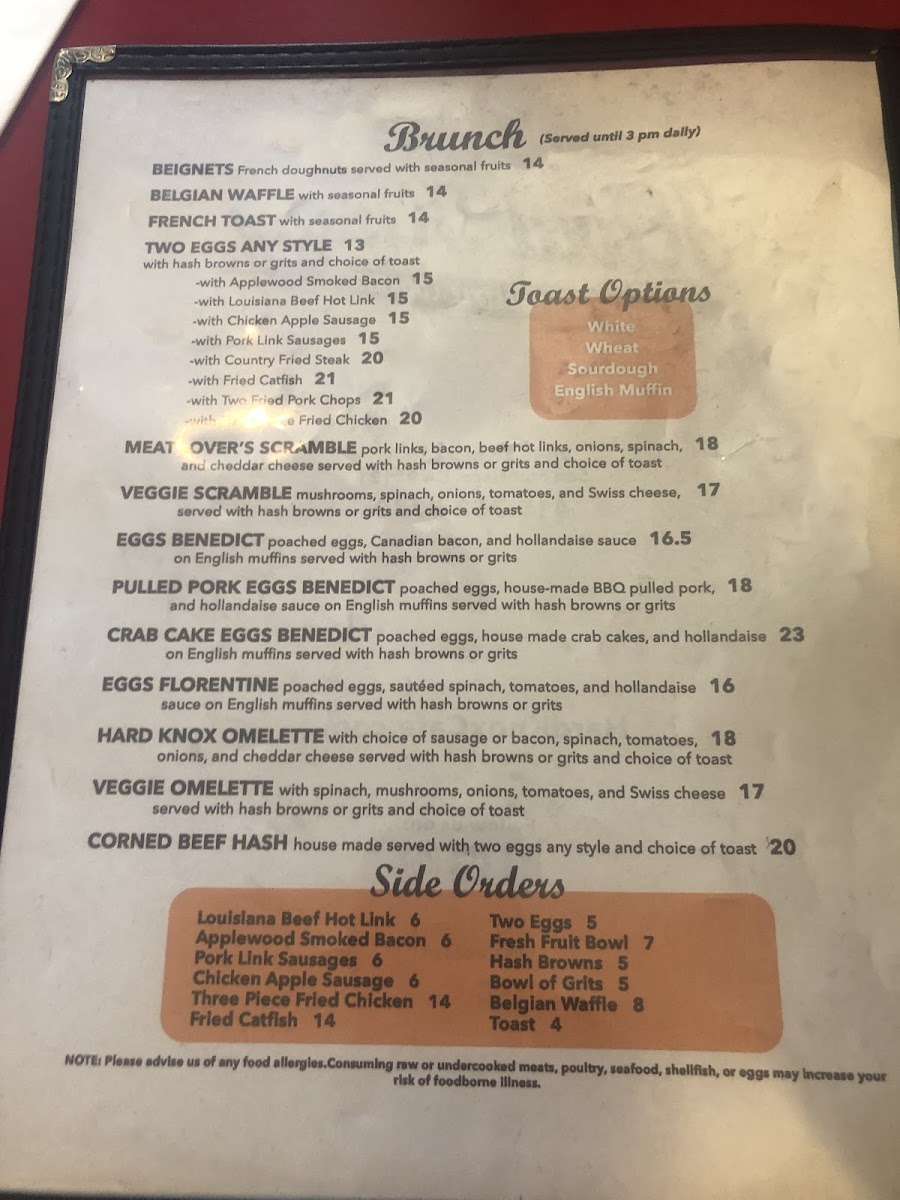 Brunch (Served until 3 pm daily)
BEIGNETS French doughnuts served with seasonal fruits 14
BELGIAN WAFFLE with seasonal fruits 14
FRENCH TOAST with seasonal fruits 14
TWO EGGS ANY STYLE 13
with hash browns or grits and choice of toast
-with Applewood Smoked Bacon 15
-with Louisiana Beef Hot Link 15
-with Chicken Apple Sausage 15
-with Pork Link Sausages 15
-with Country Fried Steak 20
-with Fried Catfish 21
-with Two Fried Pork Chops 21
-with Fried Chicken 20
Toast Options
White
Wheat
Sourdough
English Muffin
MEAT OVER'S SCRAMBLE pork links, bacon, beef hot links, onions, spinach, 18
and cheddar cheese served with hash browns or grits and choice of toast
VEGGIE SCRAMBLE mushrooms, spinach, onions, tomatoes, and Swiss cheese, 17
served with hash browns or grits and choice of toast
EGGS BENEDICT poached eggs, Canadian bacon, and hollandaise sauce 16.5
on English muffins served with hash browns or grits
PULLED PORK EGGS BENEDICT poached eggs, house-made BBQ pulled pork, 18
and hollandaise sauce on English muffins served with hash browns or grits
CRAB CAKE EGGS BENEDICT poached eggs, house made crab cakes, and hollandaise 23
on English muffins served with hash browns or grits
EGGS FLORENTINE poached eggs, sautéed spinach, tomatoes, and hollandaise 16
sauce on English muffins served with hash browns or grits
HARD KNOX OMELETTE with choice of sausage or bacon, spinach, tomatoes, 18
onions, and cheddar cheese served with hash browns or grits and choice of toast
VEGGIE OMELETTE with spinach, mushrooms, onions, tomatoes, and Swiss cheese 17
served with hash browns or grits and choice of toast
CORNED BEEF HASH house made served with two eggs any style and choice of toast 20
Side Orders
Louisiana Beef Hot Link 6
Applewood Smoked Bacon 6
Pork Link Sausages 6
Chicken Apple Sausage 6
Three Piece Fried Chicken 14
Fried Catfish 14
Two Eggs 5
Fresh Fruit Bowl 7
Hash Browns 5
Bowl of Grits 5
Belgian Waffle 8
Toast 4
NOTE: Please advise us of any food allergies.Consuming raw or undercooked meats, poultry, seafood, shellfish, or eggs may increase your
risk of foodborne illness.